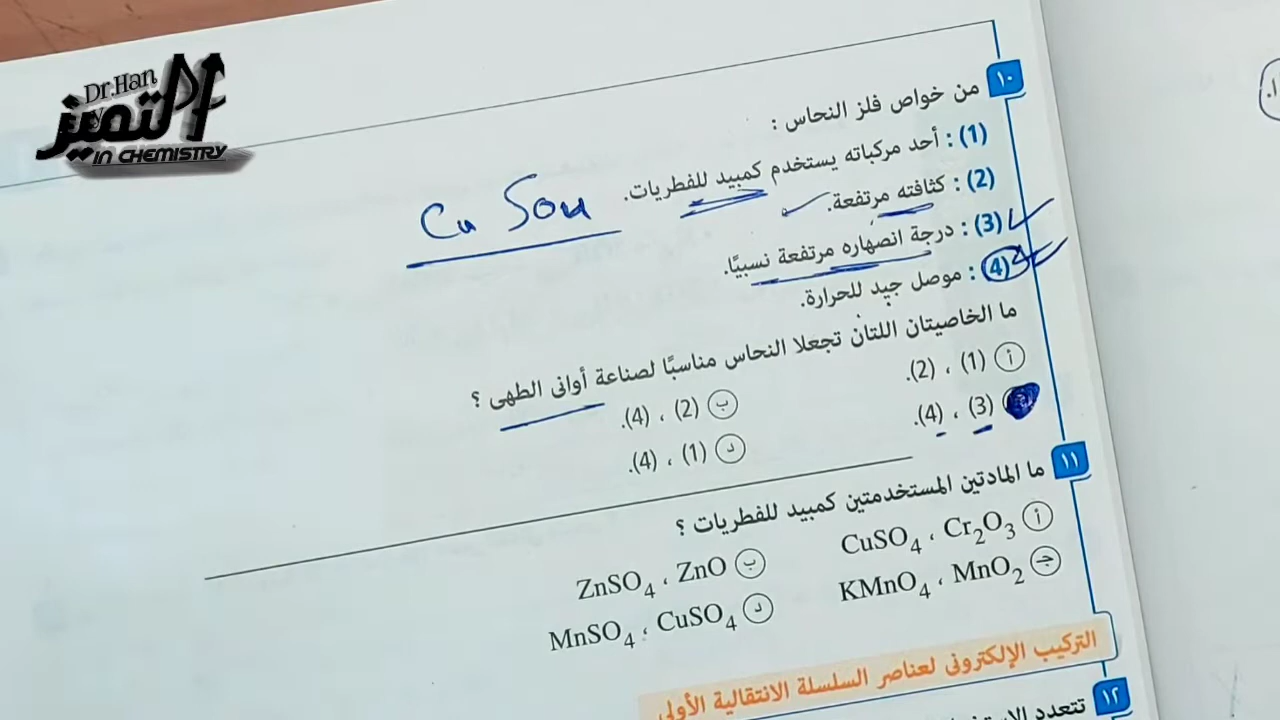 Dr.Han
y
التميز
IN CHEMISTRY
١٠ من خواص فلز النحاس :
(1) : أحد مركباته يستخدم كمبيد للفطريات.
Cu SO4
(2) : كثافته مرتفعة.
(3) : درجة انصهاره مرتفعة نسبيًا.
(4) : موصل جيد للحرارة.
ما الخاصيتان اللتان تجعلا النحاس مناسبًا لصناعة أوانى الطهى ؟
أ (1) ، (2). ب (2) ، (4).
(3) ، (4). د (1) ، (4).
١١ ما المادتين المستخدمتين كمبيد للفطريات ؟
أ CuSO4 ، Cr2O3 ب ZnSO4 ، ZnO
جـ KMnO4 ، MnO2 د MnSO4 ، CuSO4
التركيب الإلكترونى لعناصر السلسلة الانتقالية الأولى
١٢ تتعدد